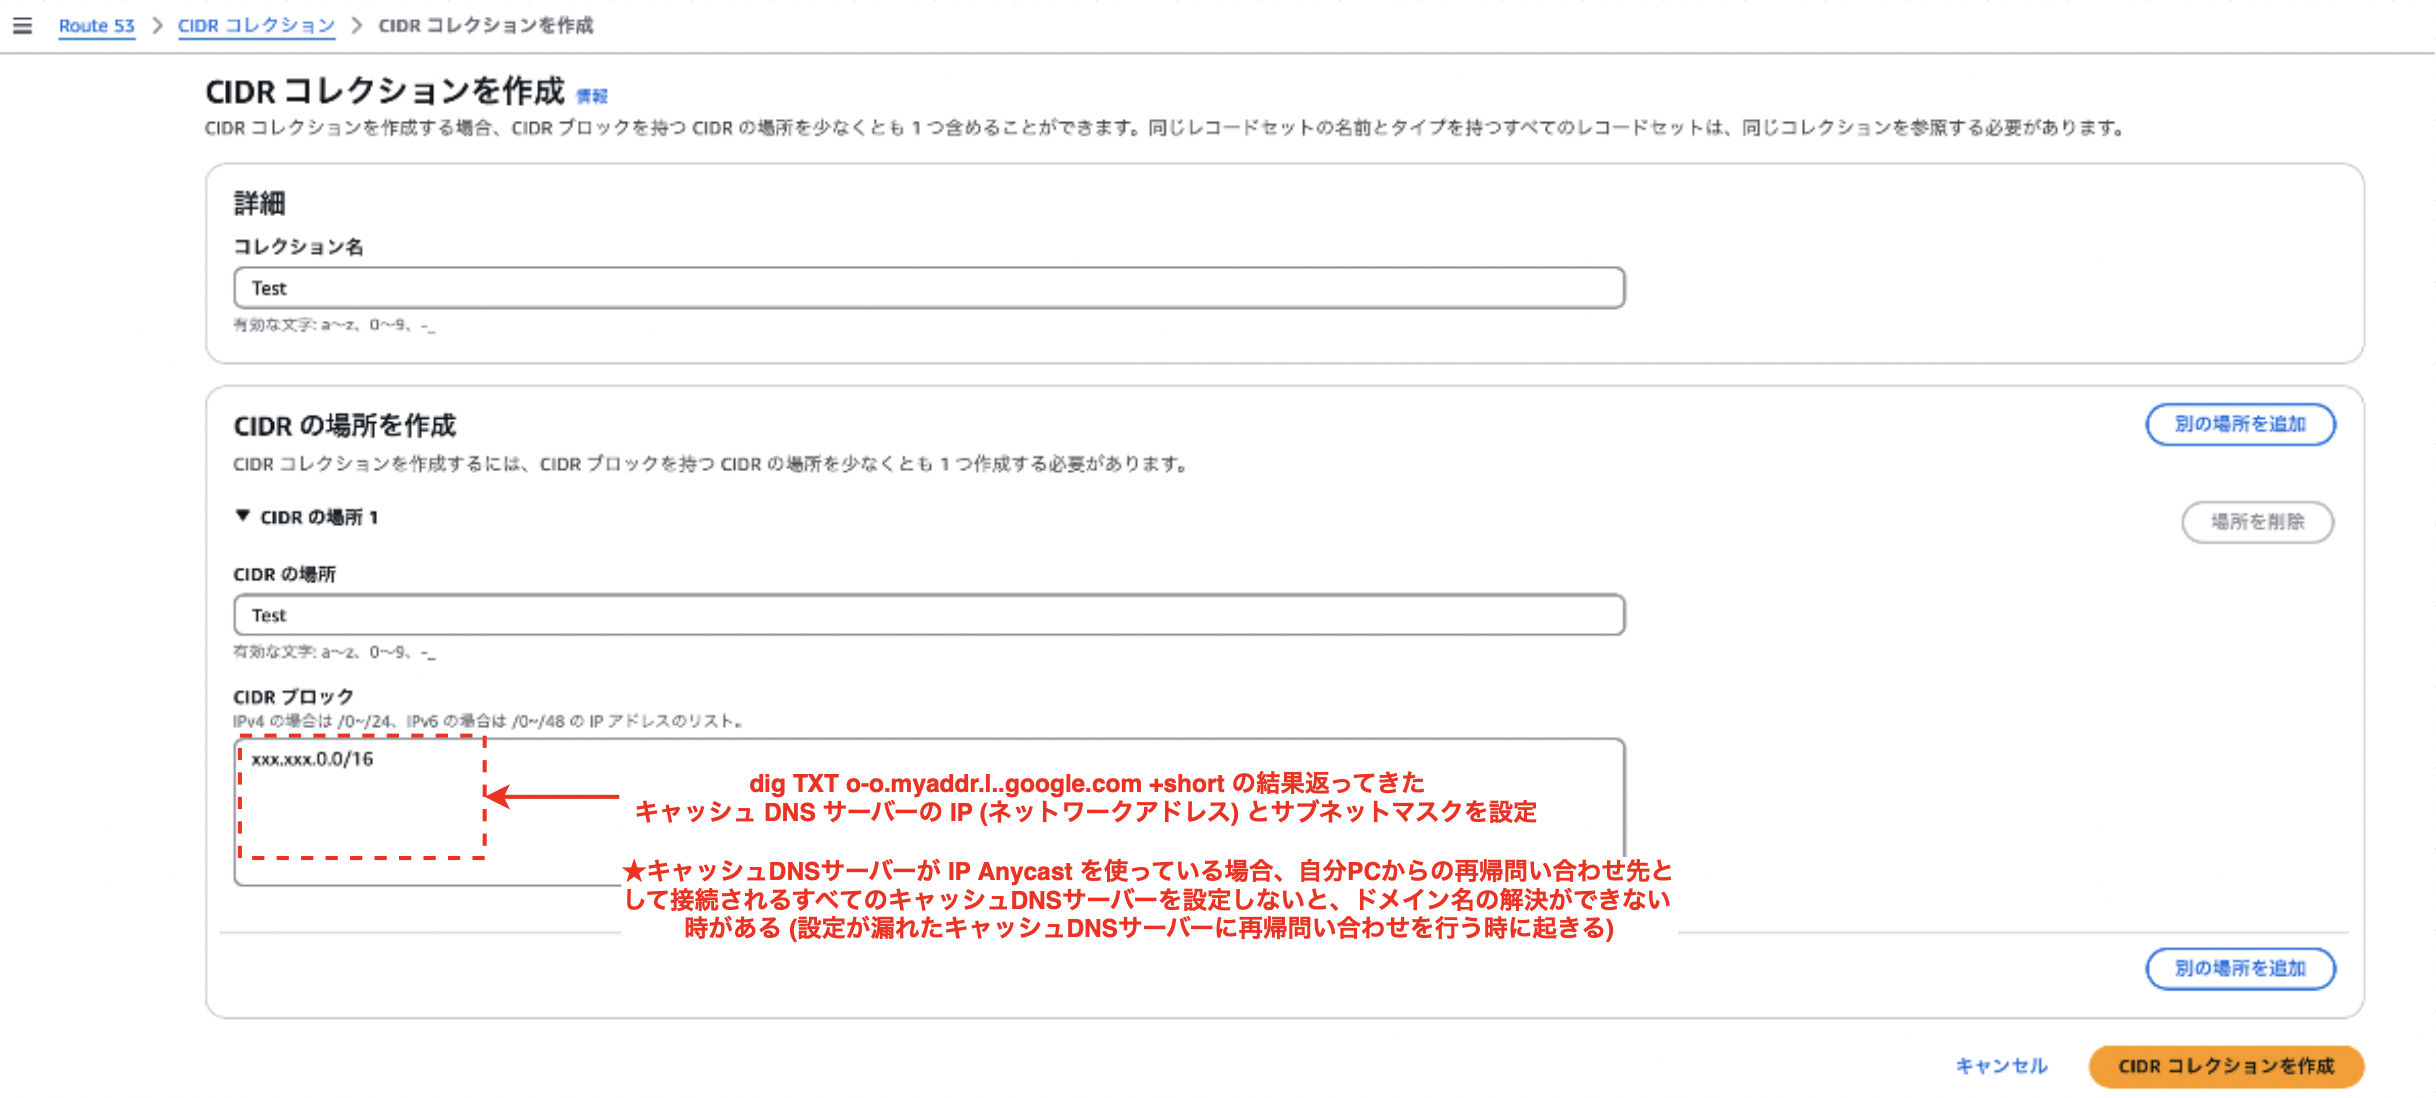 Route 53 > CIDR コレクション > CIDR コレクションを作成
CIDR コレクションを作成 情報
CIDR コレクションを作成する場合、CIDR ブロックを持つ CIDR の場所を少なくとも 1 つ含めることができます。同じレコードセットの名前とタイプを持つすべてのレコードセットは、同じコレクションを参照する必要があります。
詳細
コレクション名
Test
有効な文字: a～z、0～9、-_
CIDR の場所を作成
別の場所を追加
CIDR コレクションを作成するには、CIDR ブロックを持つ CIDR の場所を少なくとも 1 つ作成する必要があります。
▼ CIDR の場所 1
場所を削除
CIDR の場所
Test
有効な文字: a～z、0～9、-_
CIDR ブロック
IPv4 の場合は /0~/24、IPv6 の場合は /0~/48 の IP アドレスのリスト。
xxx.xxx.0.0/16
dig TXT o-o.myaddr.l..google.com +short の結果返ってきた
キャッシュ DNS サーバーの IP (ネットワークアドレス) とサブネットマスクを設定
★キャッシュDNSサーバーが IP Anycast を使っている場合、自分PCからの再帰問い合わせ先と
して接続されるすべてのキャッシュDNSサーバーを設定しないと、ドメイン名の解決ができない
時がある (設定が漏れたキャッシュDNSサーバーに再帰問い合わせを行う時に起きる)
別の場所を追加
キャンセル
CIDR コレクションを作成